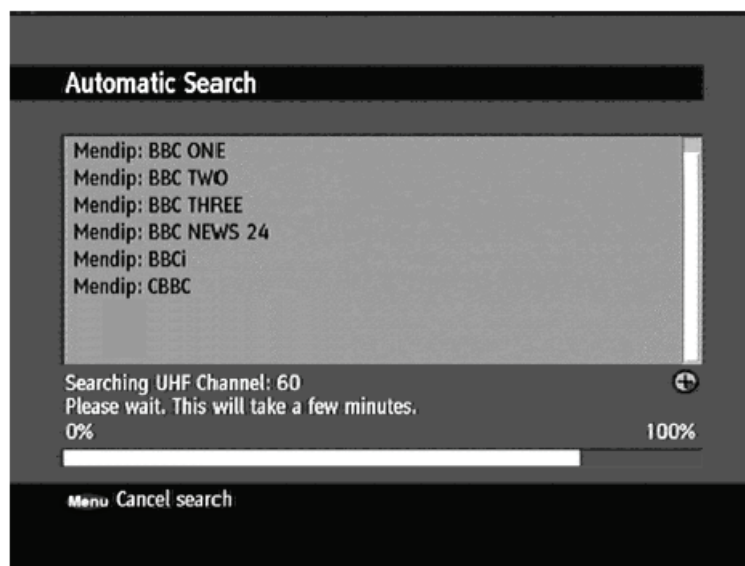 Automatic Search
Mendip: BBC ONE
Mendip: BBC TWO
Mendip: BBC THREE
Mendip: BBC NEWS 24
Mendip: BBCi
Mendip: CBBC
Searching UHF Channel: 60
Please wait. This will take a few minutes.
0% 100%
Menu Cancel search